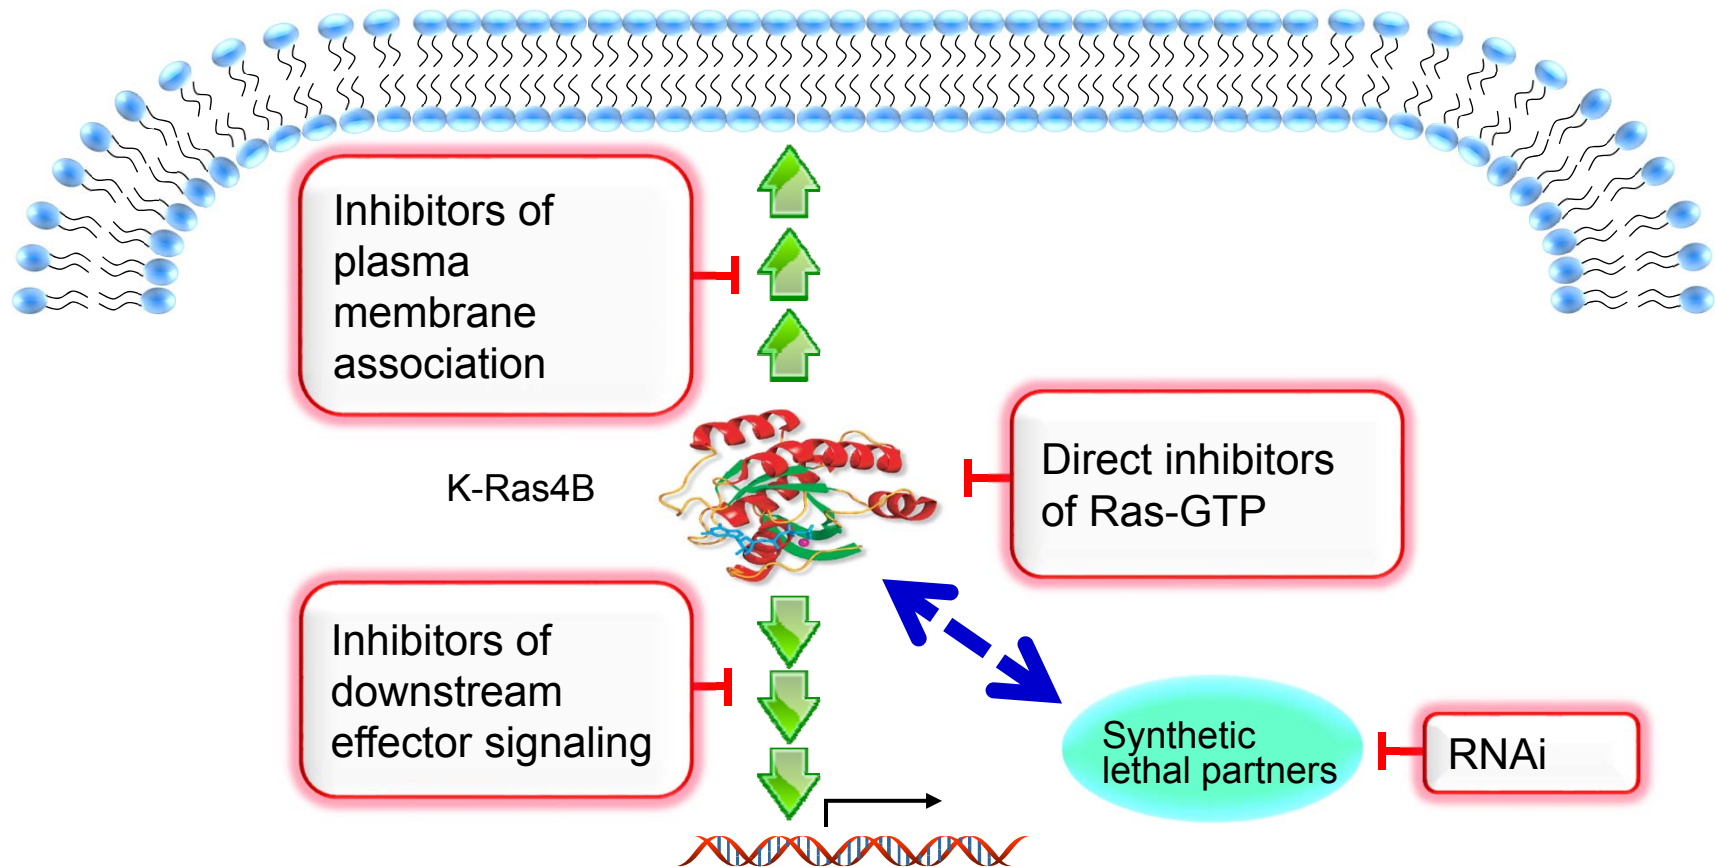 Inhibitors of
plasma
membrane
association
K-Ras4B
Direct inhibitors
of Ras-GTP
Inhibitors of
downstream
effector signaling
Synthetic
lethal partners
RNAi